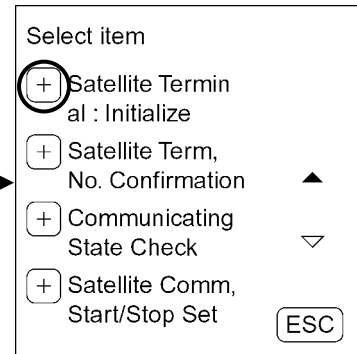 Select item
+ Satellite Termin
al : Initialize
+ Satellite Term,
No. Confirmation
+ Communicating
State Check
+ Satellite Comm,
Start/Stop Set
ESC